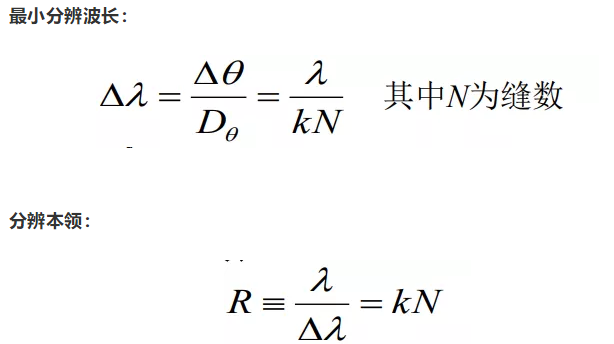 最小分辨波长：
Δλ = Δθ / D_θ = λ / kN 其中N为缝数
分辨本领：
R ≡ λ / Δλ = kN